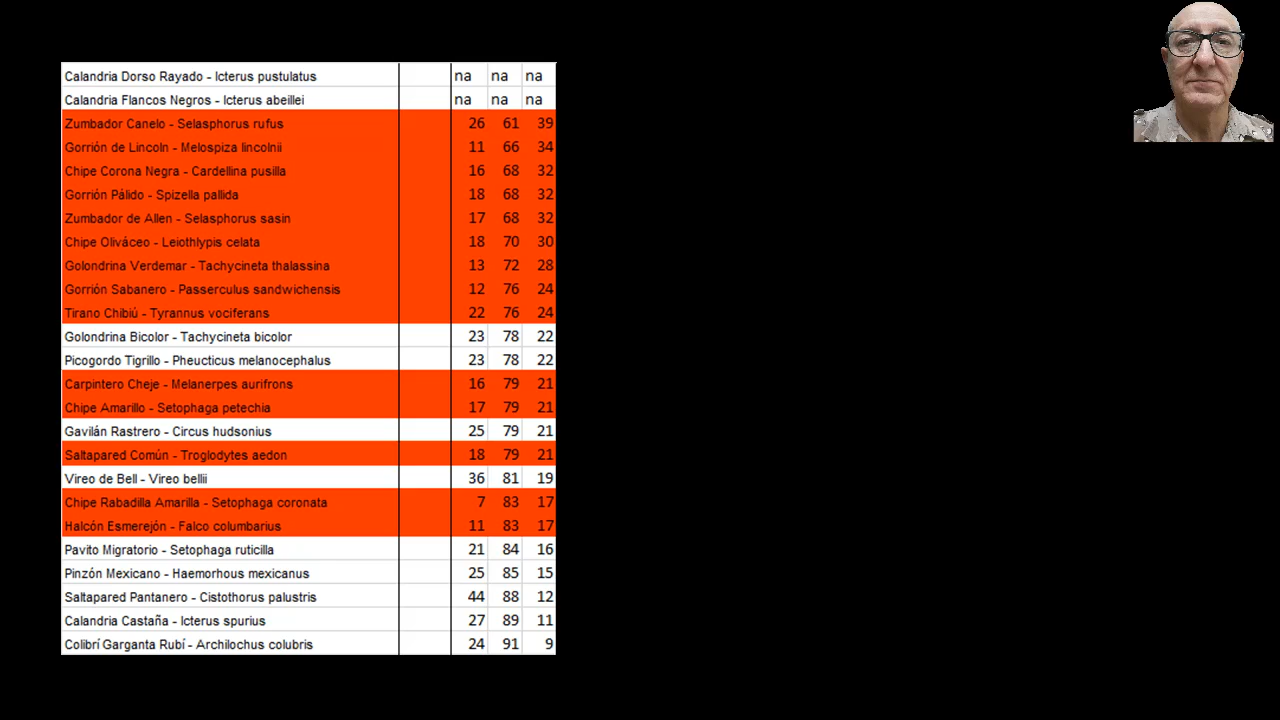 Calandria Dorso Rayado - Icterus pustulatus na na na
Calandria Flancos Negros - Icterus abeillei na na na
Zumbador Canelo - Selasphorus rufus 26 61 39
Gorrión de Lincoln - Melospiza lincolnii 11 66 34
Chipe Corona Negra - Cardellina pusilla 16 68 32
Gorrión Pálido - Spizella pallida 18 68 32
Zumbador de Allen - Selasphorus sasin 17 68 32
Chipe Oliváceo - Leiothlypis celata 18 70 30
Golondrina Verdemar - Tachycineta thalassina 13 72 28
Gorrión Sabanero - Passerculus sandwichensis 12 76 24
Tirano Chibiú - Tyrannus vociferans 22 76 24
Golondrina Bicolor - Tachycineta bicolor 23 78 22
Picogordo Tigrillo - Pheucticus melanocephalus 23 78 22
Carpintero Cheje - Melanerpes aurifrons 16 79 21
Chipe Amarillo - Setophaga petechia 17 79 21
Gavilán Rastrero - Circus hudsonius 25 79 21
Saltapared Común - Troglodytes aedon 18 79 21
Vireo de Bell - Vireo bellii 36 81 19
Chipe Rabadilla Amarilla - Setophaga coronata 7 83 17
Halcón Esmerejón - Falco columbarius 11 83 17
Pavito Migratorio - Setophaga ruticilla 21 84 16
Pinzón Mexicano - Haemorhous mexicanus 25 85 15
Saltapared Pantanero - Cistothorus palustris 44 88 12
Calandria Castaña - Icterus spurius 27 89 11
Colibrí Garganta Rubí - Archilochus colubris 24 91 9